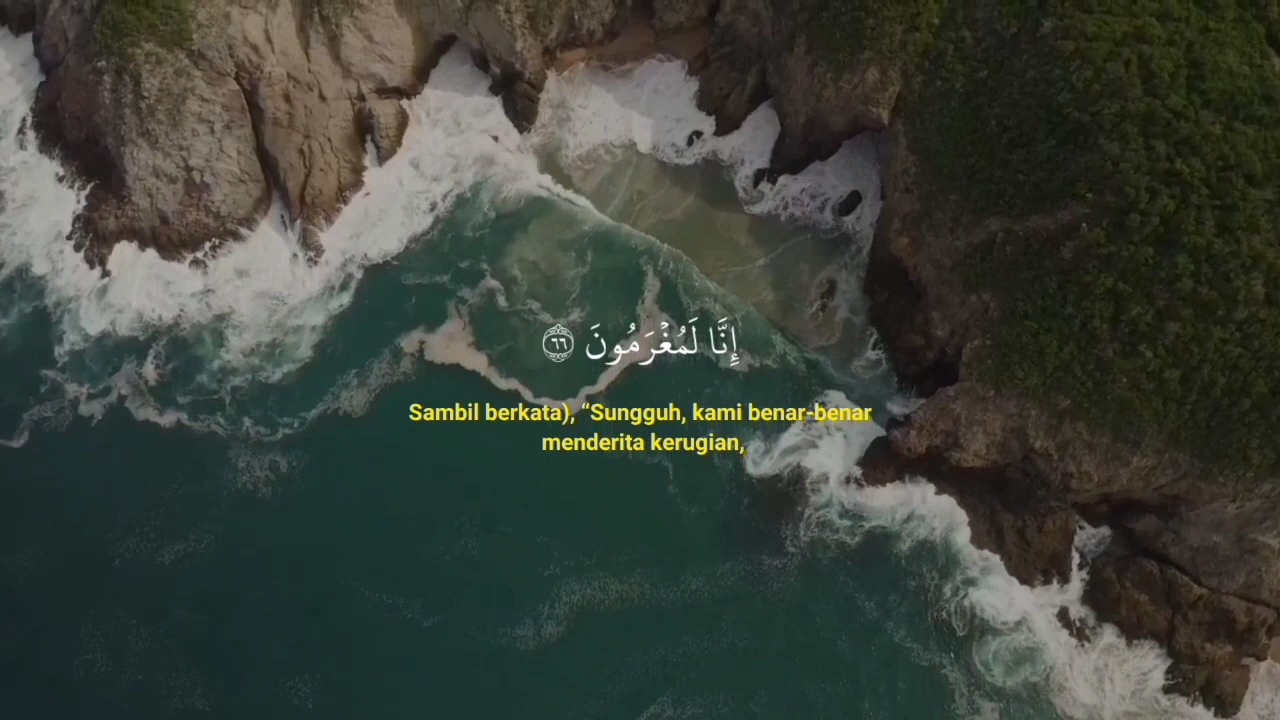 إِنَّا لَمُغْرَمُونَ ٦٦
Sambil berkata), “Sungguh, kami benar-benar
menderita kerugian,